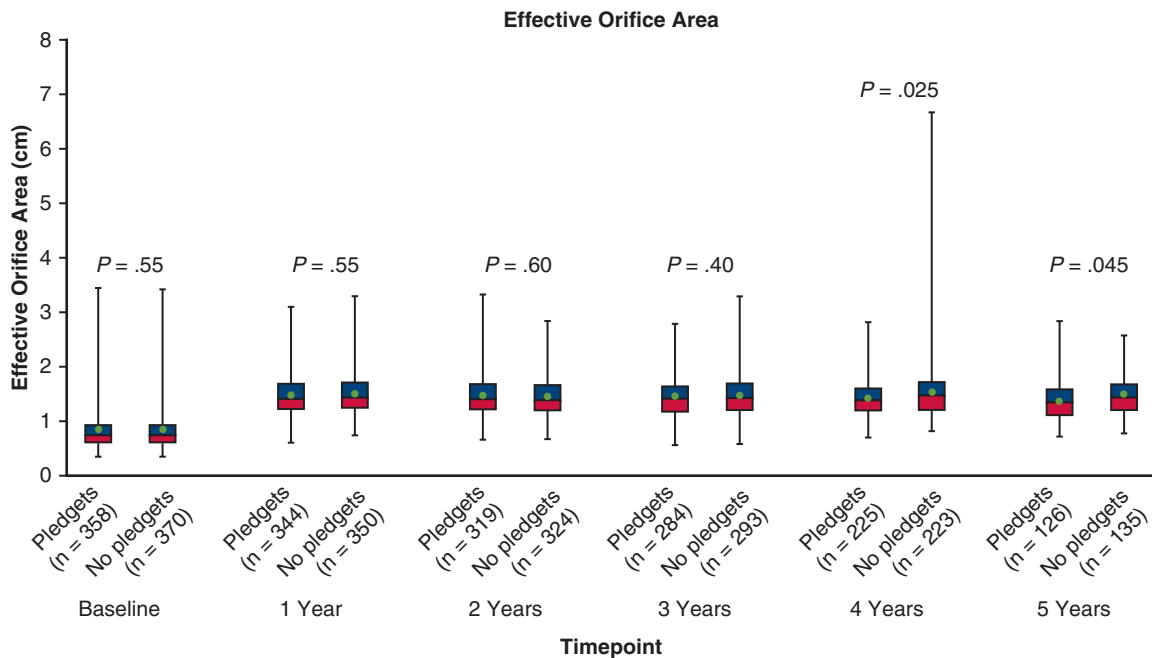 Effective Orifice Area
Effective Orifice Area (cm)
8
7
6
5
4
3
2
1
0
P = .55
P = .55
P = .60
P = .40
P = .025
P = .045
Pledgets
(n = 358)
No pledgets
(n = 370)
Pledgets
(n = 344)
No pledgets
(n = 350)
Pledgets
(n = 319)
No pledgets
(n = 324)
Pledgets
(n = 284)
No pledgets
(n = 293)
Pledgets
(n = 225)
No pledgets
(n = 223)
Pledgets
(n = 126)
No pledgets
(n = 135)
Baseline
1 Year
2 Years
3 Years
4 Years
5 Years
Timepoint